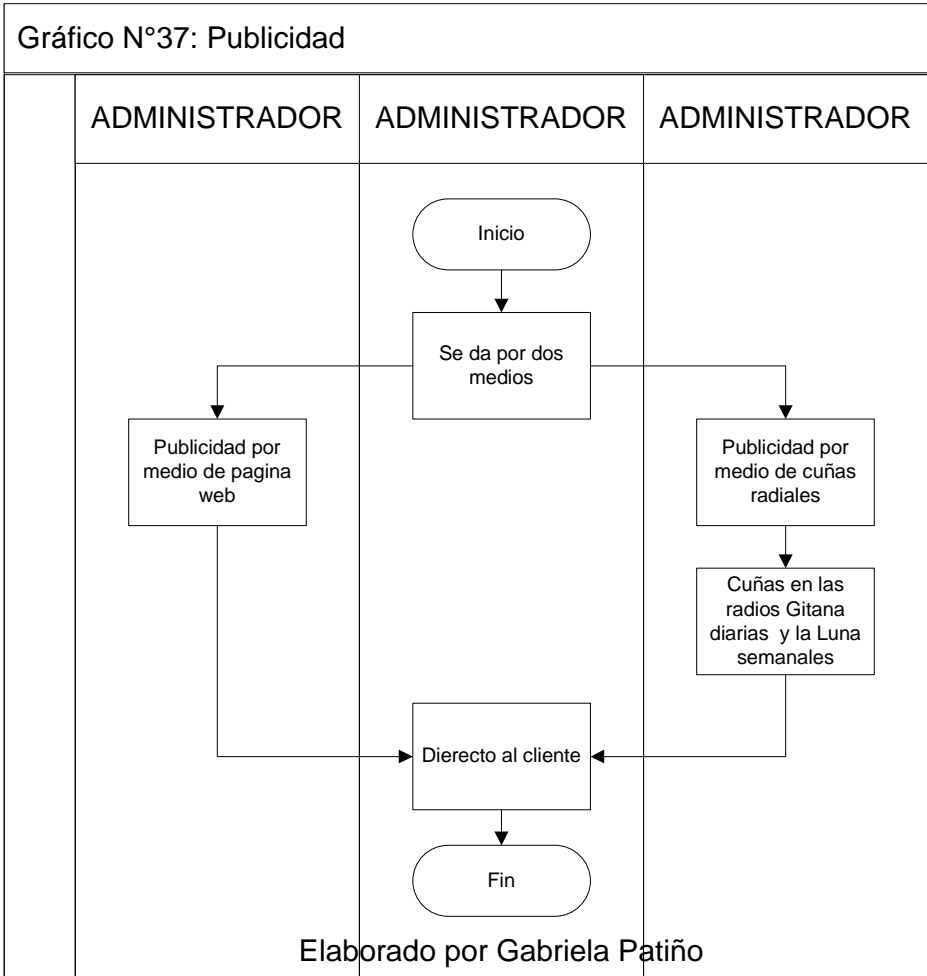 Gráfico N°37: Publicidad
ADMINISTRADOR
ADMINISTRADOR
ADMINISTRADOR
Inicio
Se da por dos
medios
Publicidad por
medio de pagina
web
Publicidad por
medio de cuñas
radiales
Cuñas en las
radios Gitana
diarias  y la Luna
semanales
Dierecto al cliente
Fin
Elaborado por Gabriela Patiño